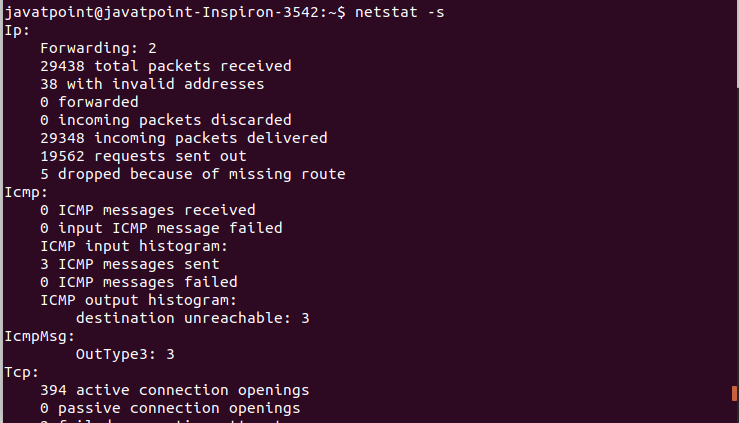 javatpoint@javatpoint-Inspiron-3542:~$ netstat -s
Ip:
    Forwarding: 2
    29438 total packets received
    38 with invalid addresses
    0 forwarded
    0 incoming packets discarded
    29348 incoming packets delivered
    19562 requests sent out
    5 dropped because of missing route
Icmp:
    0 ICMP messages received
    0 input ICMP message failed
    ICMP input histogram:
    3 ICMP messages sent
    0 ICMP messages failed
    ICMP output histogram:
        destination unreachable: 3
IcmpMsg:
        OutType3: 3
Tcp:
    394 active connection openings
    0 passive connection openings